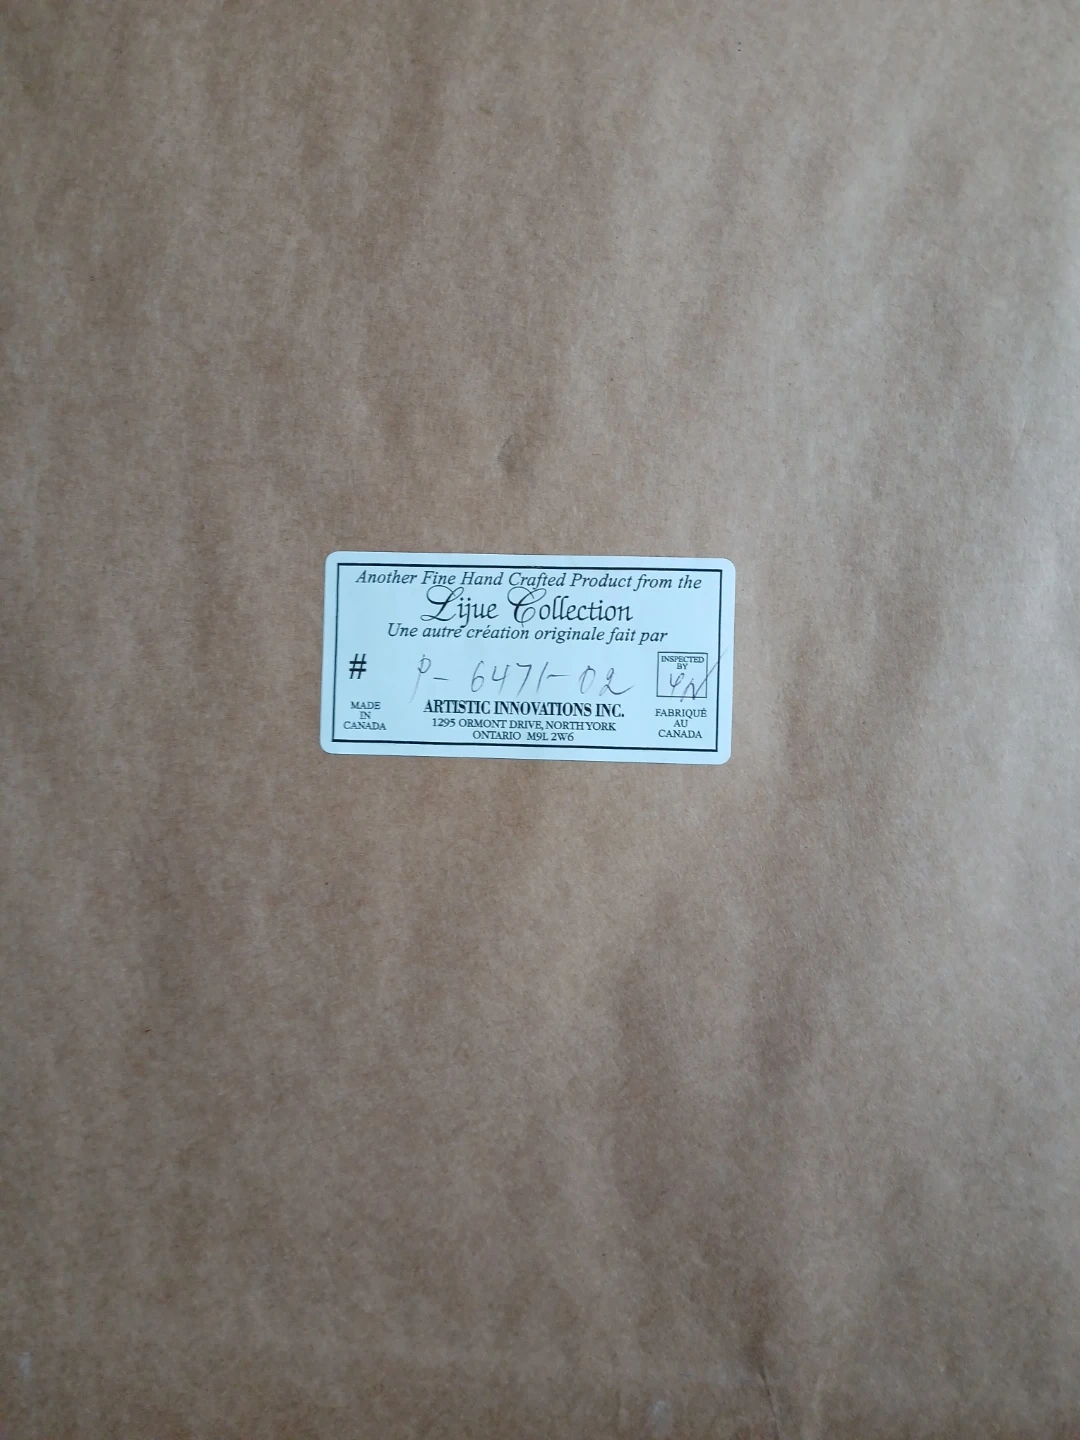 Another Fine Hand Crafted Product from the
Lijue Collection
Une autre création originale fait par
# P-6471-02
INSPECTED
BY
MADE
IN
CANADA
ARTISTIC INNOVATIONS INC.
1295 ORMONT DRIVE, NORTH YORK
ONTARIO M9L 2W6
FABRIQUÉ
AU
CANADA